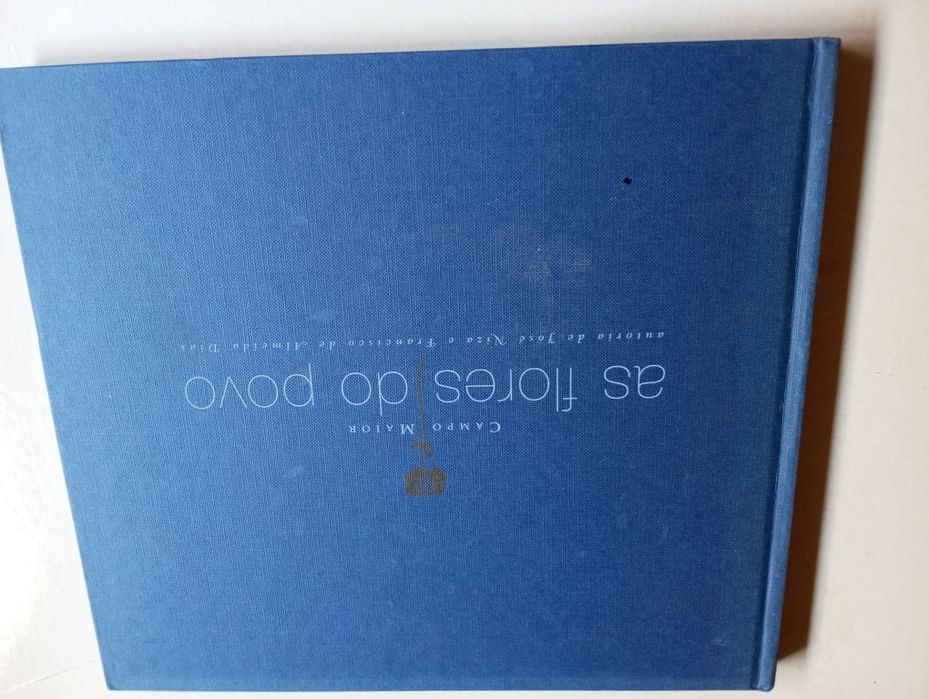 Campo Maior
as flores do povo
autoria de José Niza e Francisco de Almeida Dias